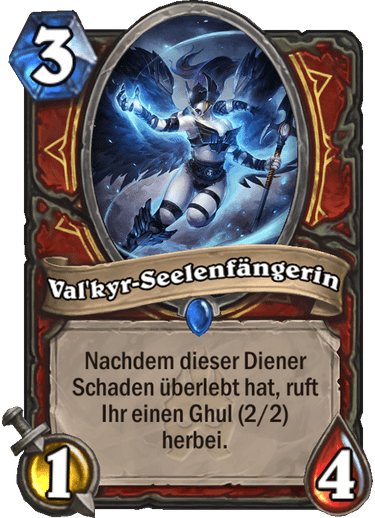 3
Val'kyr-Seelenfängerin
Nachdem dieser Diener
Schaden überlebt hat, ruft
Ihr einen Ghul (2/2)
herbei.
1
4